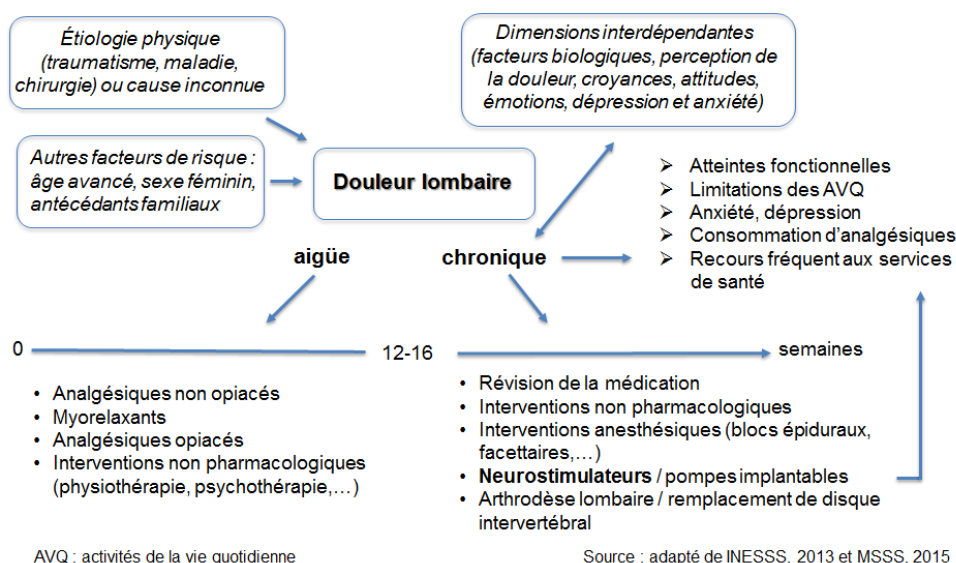 Étiologie physique
(traumatisme, maladie,
chirurgie) ou cause inconnue
Dimensions interdépendantes
(facteurs biologiques, perception de
la douleur, croyances, attitudes,
émotions, dépression et anxiété)
Autres facteurs de risque :
âge avancé, sexe féminin,
antécédants familiaux
Douleur lombaire
➢ Atteintes fonctionnelles
➢ Limitations des AVQ
➢ Anxiété, dépression
➢ Consommation d'analgésiques
➢ Recours fréquent aux services
de santé
aigüe
chronique
0
12-16
semaines
• Analgésiques non opiacés
• Myorelaxants
• Analgésiques opiacés
• Interventions non pharmacologiques
(physiothérapie, psychothérapie,…)
• Révision de la médication
• Interventions non pharmacologiques
• Interventions anesthésiques (blocs épiduraux,
facettaires,…)
• Neurostimulateurs / pompes implantables
• Arthrodèse lombaire / remplacement de disque
intervertébral
AVQ : activités de la vie quotidienne
Source : adapté de INESSS, 2013 et MSSS, 2015